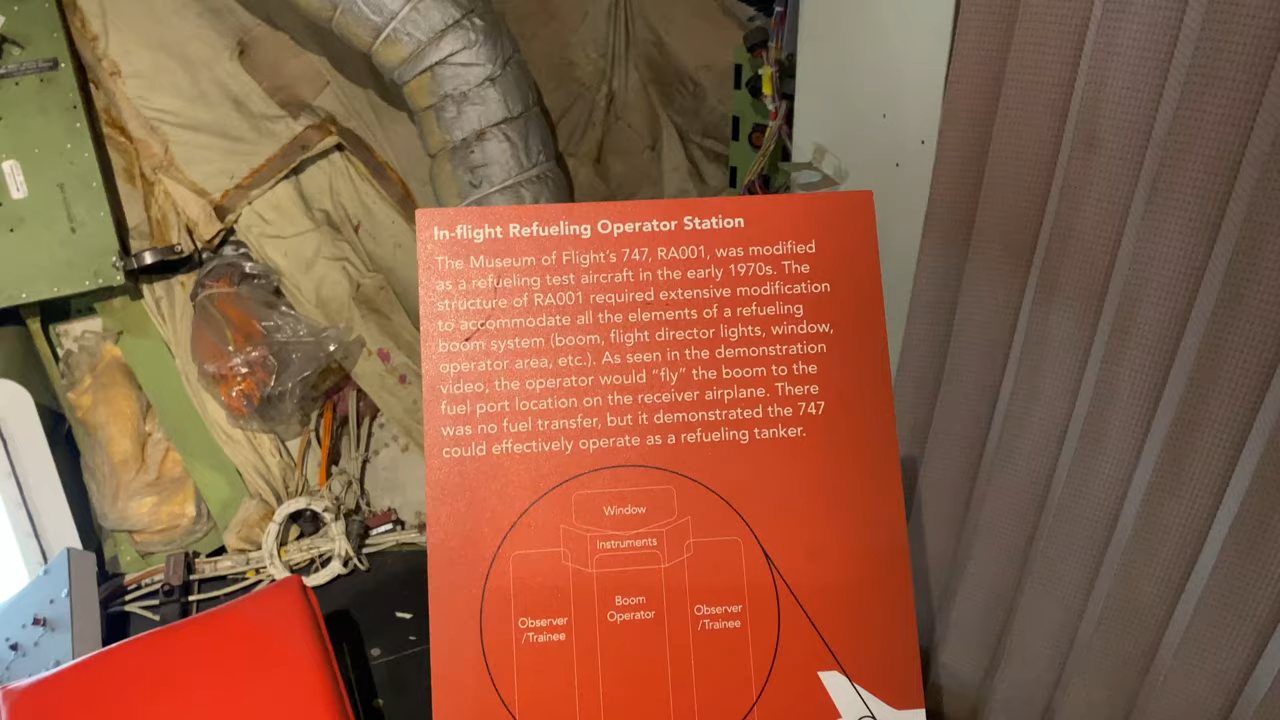 In-flight Refueling Operator Station
The Museum of Flight's 747, RA001, was modified
as a refueling test aircraft in the early 1970s. The
structure of RA001 required extensive modification
to accommodate all the elements of a refueling
boom system (boom, flight director lights, window,
operator area, etc.). As seen in the demonstration
video, the operator would "fly" the boom to the
fuel port location on the receiver airplane. There
was no fuel transfer, but it demonstrated the 747
could effectively operate as a refueling tanker.
Window
Instruments
Boom
Operator
Observer
/Trainee
Observer
/Trainee